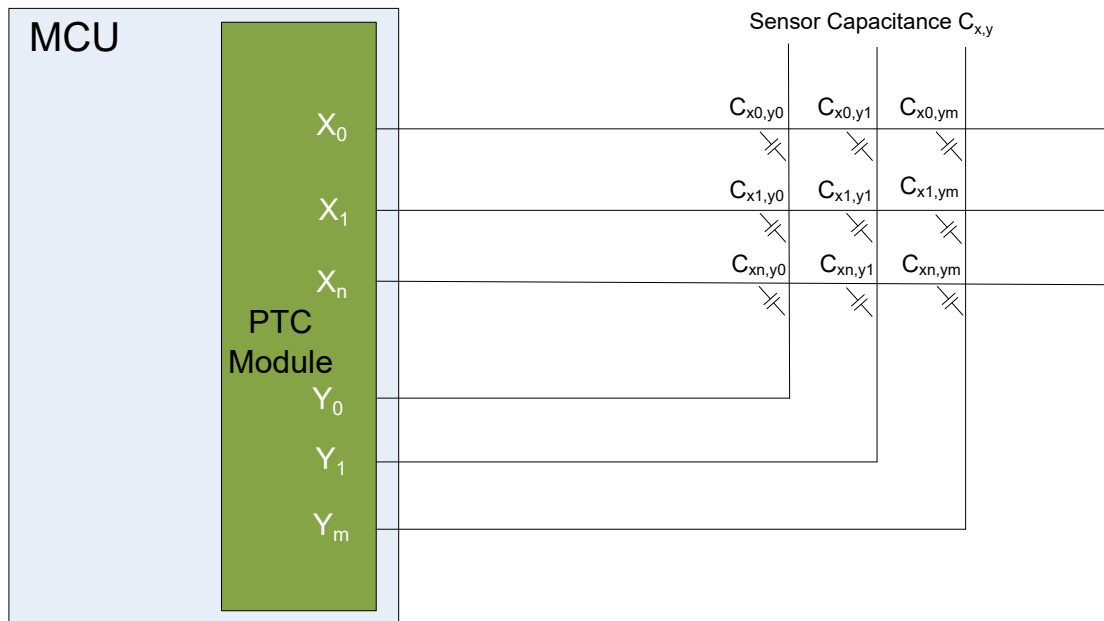 MCU
Sensor Capacitance Cx,y
X0
Cx0,y0 Cx0,y1 Cx0,ym
X1
Cx1,y0 Cx1,y1 Cx1,ym
Xn
Cxn,y0 Cxn,y1 Cxn,ym
PTC
Module
Y0
Y1
Ym